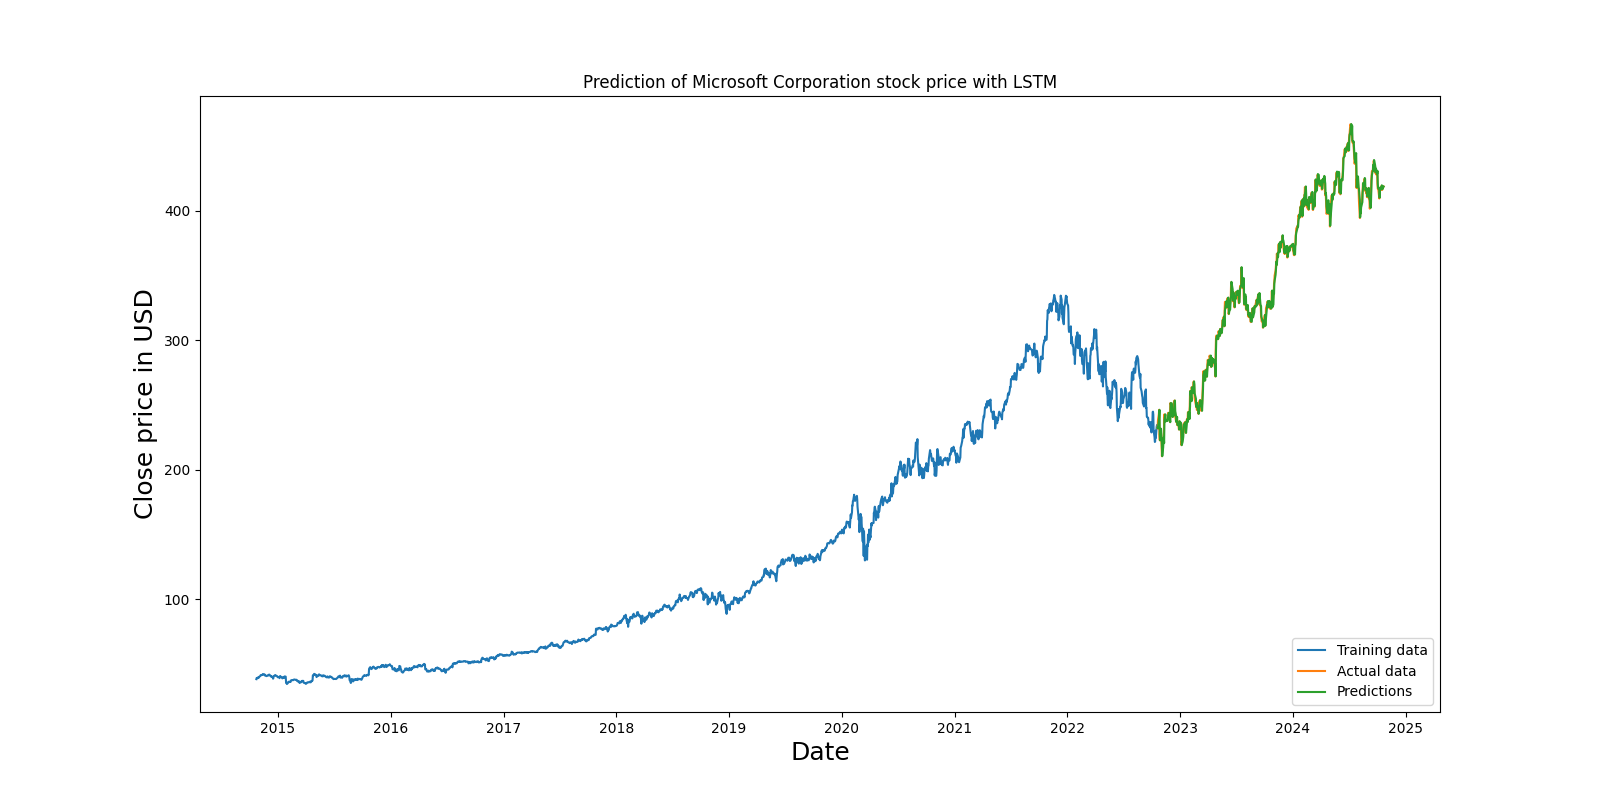 Prediction of Microsoft Corporation stock price with LSTM
Close price in USD
400
300
200
100
Training data
Actual data
Predictions
2015 2016 2017 2018 2019 2020 2021 2022 2023 2024 2025
Date